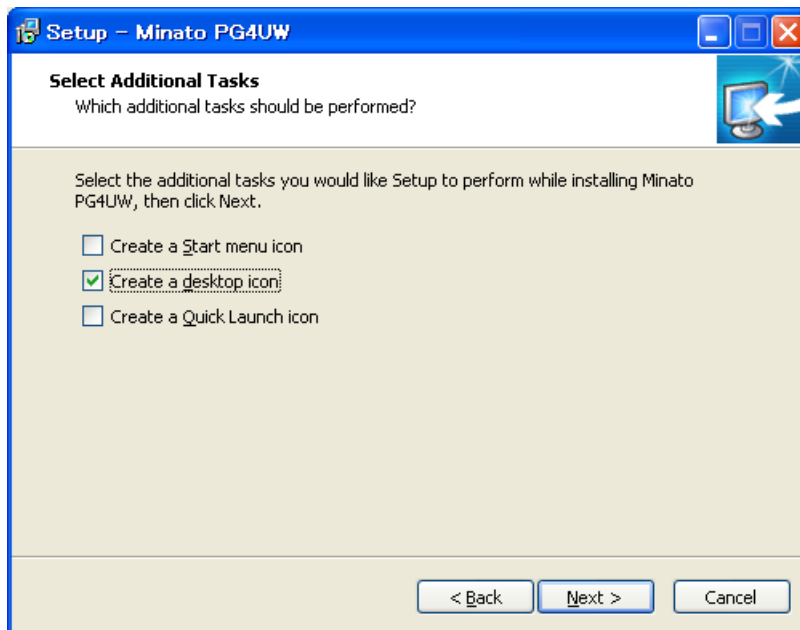 Setup - Minato PG4UW
Select Additional Tasks
Which additional tasks should be performed?
Select the additional tasks you would like Setup to perform while installing Minato
PG4UW, then click Next.
Create a Start menu icon
Create a desktop icon
Create a Quick Launch icon
< Back Next > Cancel